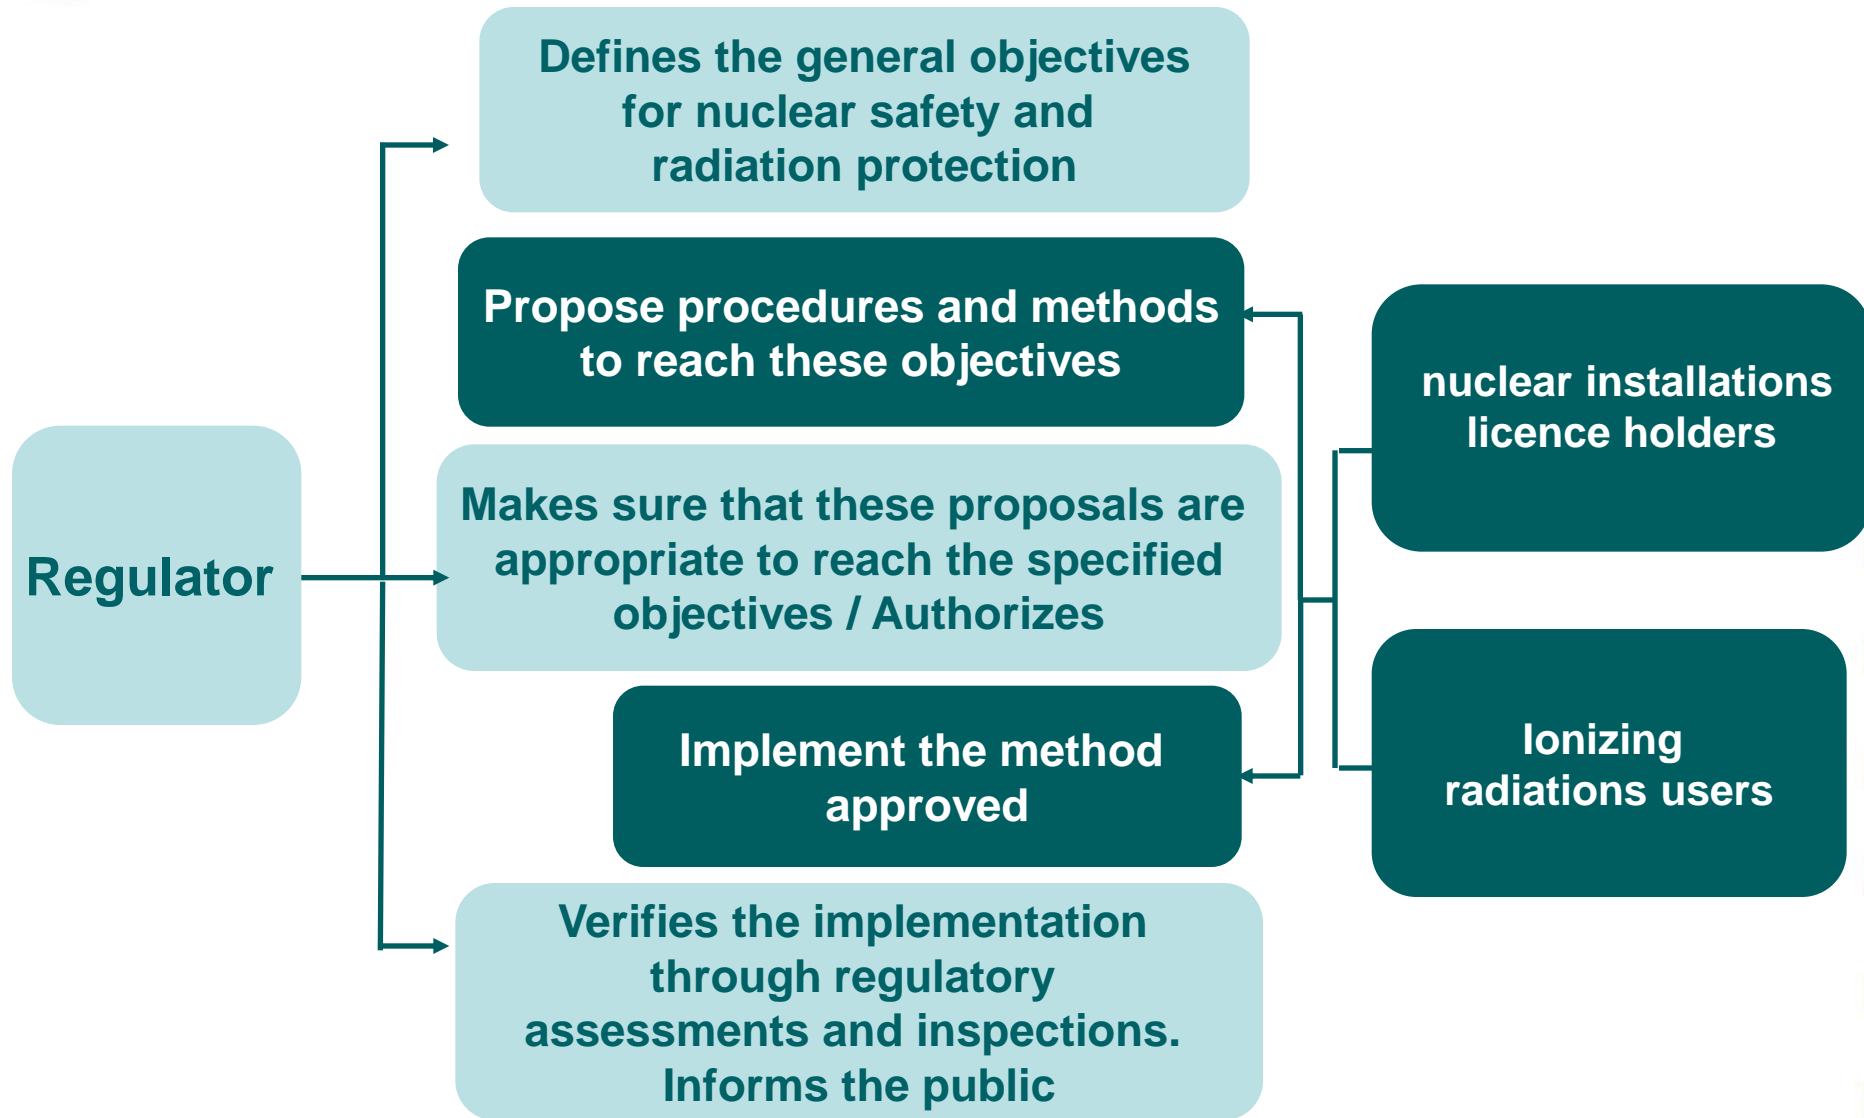 Defines the general objectives
for nuclear safety and
radiation protection
Propose procedures and methods
to reach these objectives
nuclear installations
licence holders
Regulator
Makes sure that these proposals are
appropriate to reach the specified
objectives / Authorizes
Implement the method
approved
Ionizing
radiations users
Verifies the implementation
through regulatory
assessments and inspections.
Informs the public